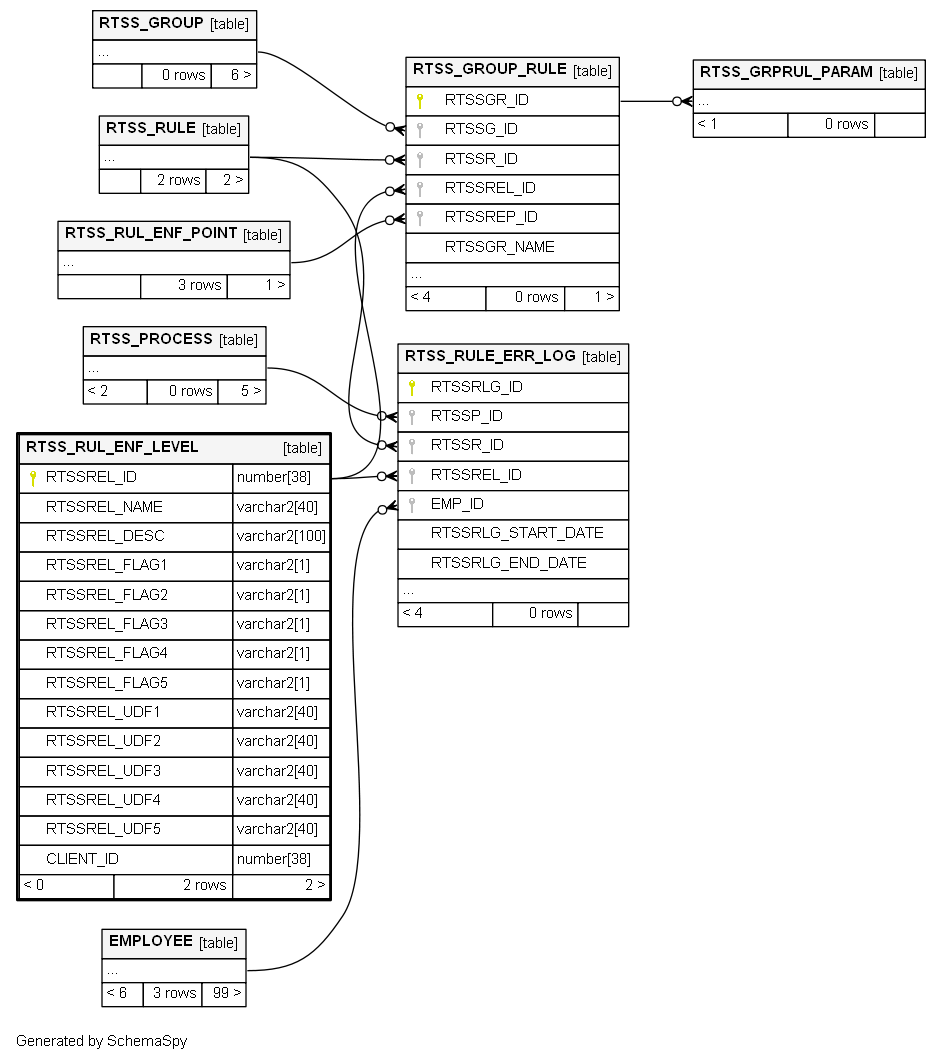 RTSS_GROUP [table]
...
0 rows 6 >
RTSS_RULE [table]
...
2 rows 2 >
RTSS_RUL_ENF_POINT [table]
...
3 rows 1 >
RTSS_PROCESS [table]
...
< 2 0 rows 5 >
RTSS_RUL_ENF_LEVEL [table]
RTSSREL_ID number[38]
RTSSREL_NAME varchar2[40]
RTSSREL_DESC varchar2[100]
RTSSREL_FLAG1 varchar2[1]
RTSSREL_FLAG2 varchar2[1]
RTSSREL_FLAG3 varchar2[1]
RTSSREL_FLAG4 varchar2[1]
RTSSREL_FLAG5 varchar2[1]
RTSSREL_UDF1 varchar2[40]
RTSSREL_UDF2 varchar2[40]
RTSSREL_UDF3 varchar2[40]
RTSSREL_UDF4 varchar2[40]
RTSSREL_UDF5 varchar2[40]
CLIENT_ID number[38]
< 0 2 rows 2 >
EMPLOYEE [table]
...
< 6 3 rows 99 >
RTSS_GROUP_RULE [table]
RTSSGR_ID
RTSSG_ID
RTSSR_ID
RTSSREL_ID
RTSSREP_ID
RTSSGR_NAME
...
< 4 0 rows 1 >
RTSS_RULE_ERR_LOG [table]
RTSSRLG_ID
RTSSP_ID
RTSSR_ID
RTSSREL_ID
EMP_ID
RTSSRLG_START_DATE
RTSSRLG_END_DATE
...
< 4 0 rows
RTSS_GRPRUL_PARAM [table]
...
< 1 0 rows
Generated by SchemaSpy